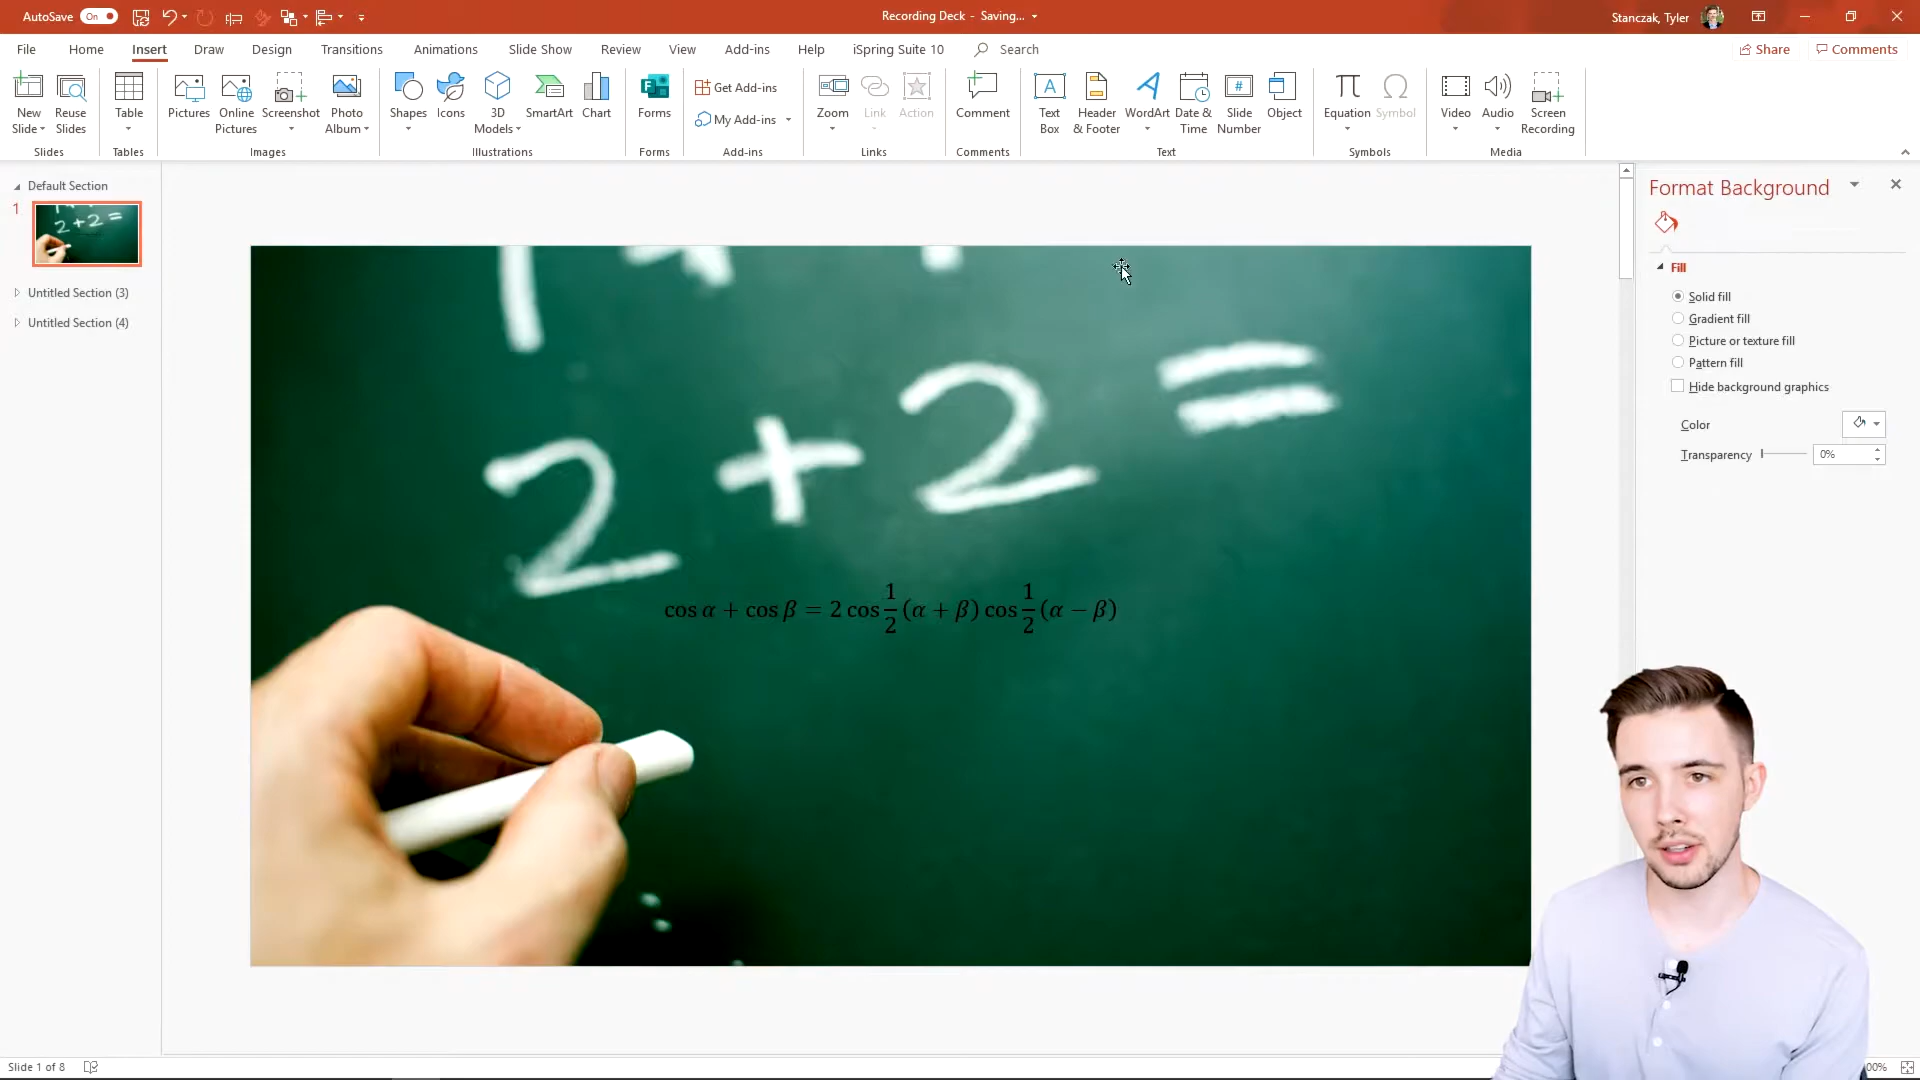 AutoSave On Recording Deck - Saving... Stanczak, Tyler
File Home Insert Draw Design Transitions Animations Slide Show Review View Add-ins Help iSpring Suite 10 Search Share Comments
New Slide Reuse Slides Table Pictures Online Pictures Screenshot Photo Album Shapes Icons 3D Models SmartArt Chart Forms Get Add-ins My Add-ins Zoom Link Action Comment Text Box Header & Footer WordArt Date & Time Slide Number Object Equation Symbol Video Audio Screen Recording
Slides Tables Images Illustrations Forms Add-ins Links Comments Text Symbols Media
Default Section
1
2+2=
Untitled Section (3)
Untitled Section (4)
2+2=
cos α + cos β = 2 cos 1/2 (α + β) cos 1/2 (α − β)
Format Background
Fill
Solid fill
Gradient fill
Picture or texture fill
Pattern fill
Hide background graphics
Color
Transparency 0%
Slide 1 of 8